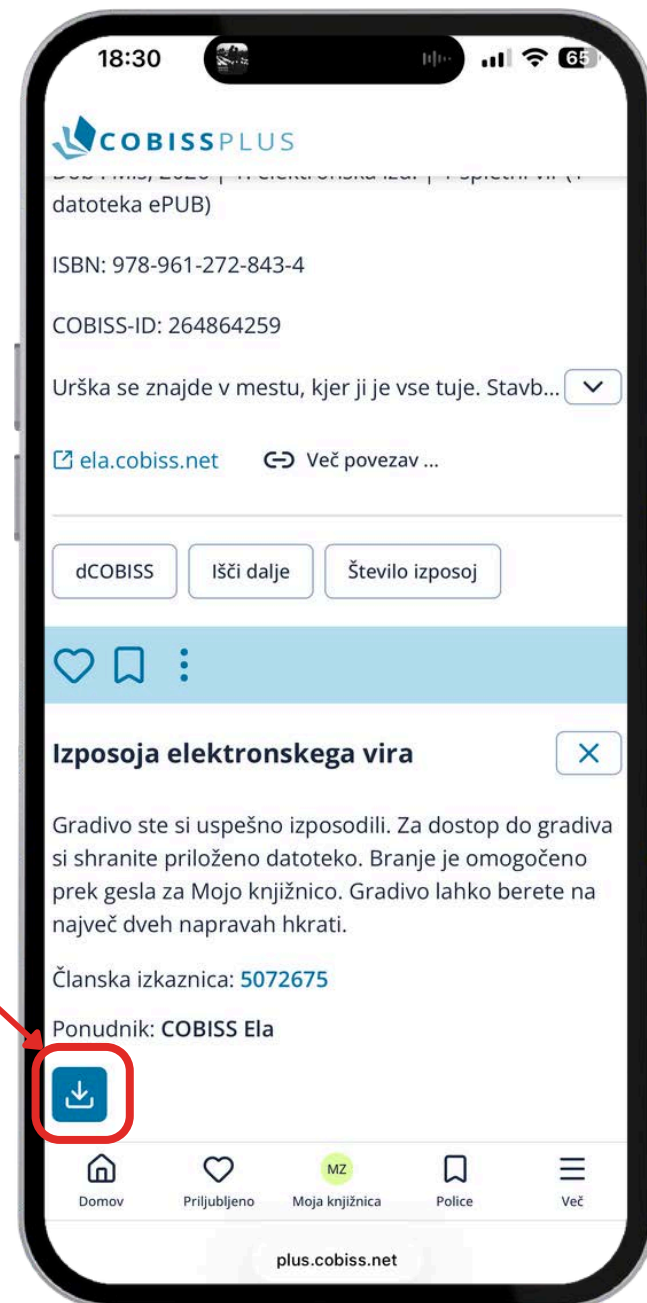 18:30
65
COBISSPLUS
datoteka ePUB)
ISBN: 978-961-272-843-4
COBISS-ID: 264864259
Urška se znajde v mestu, kjer ji je vse tuje. Stavb...
ela.cobiss.net Več povezav ...
dCOBISS Išči dalje Število izposoj
Izposoja elektronskega vira
Gradivo ste si uspešno izposodili. Za dostop do gradiva
si shranite priloženo datoteko. Branje je omogočeno
prek gesla za Mojo knjižnico. Gradivo lahko berete na
največ dveh napravah hkrati.
Članska izkaznica: 5072675
Ponudnik: COBISS Ela
MZ
Domov Priljubljeno Moja knjižnica Police Več
plus.cobiss.net